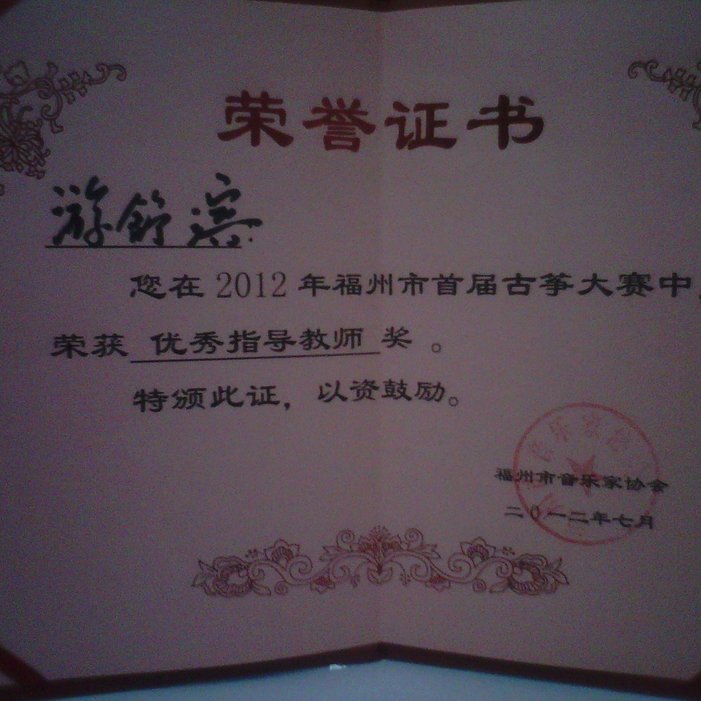 荣誉证书
游舒滨
您在2012年福州市首届古筝大赛中，
荣获 优秀指导教师 奖 。
特颁此证，以资鼓励。
福州市音乐家协会
二0一二年七月